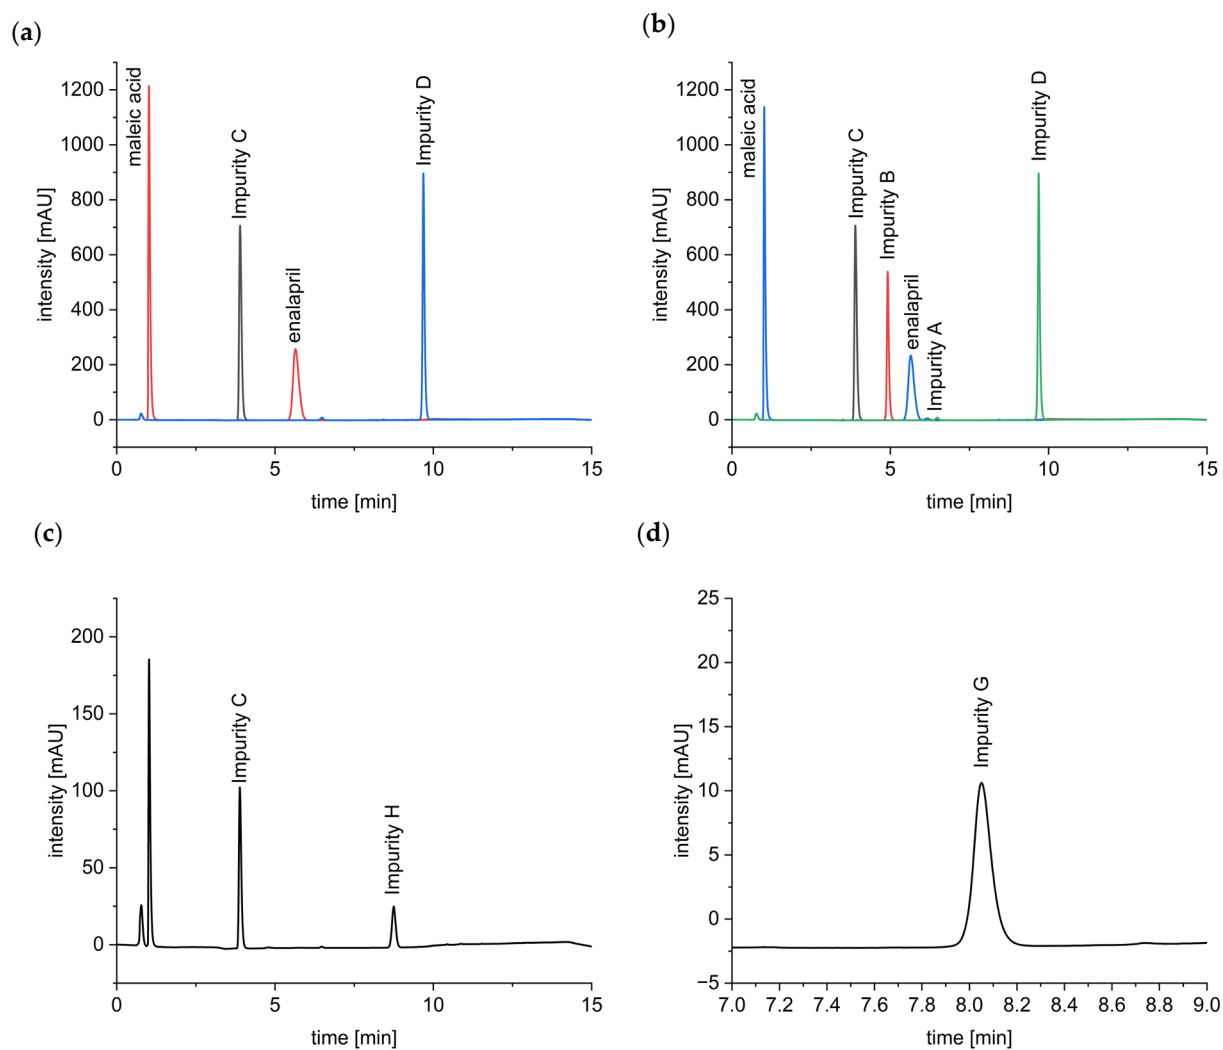 (a)
maleic acid
Impurity C
enalapril
Impurity D
1200
1000
800
600
400
200
0
intensity [mAU]
0
5
10
15
time [min]
(b)
maleic acid
Impurity C
Impurity B
enalapril
Impurity A
Impurity D
1200
1000
800
600
400
200
0
intensity [mAU]
0
5
10
15
time [min]
(c)
Impurity C
Impurity H
200
150
100
50
0
intensity [mAU]
0
5
10
15
time [min]
(d)
Impurity G
25
20
15
10
5
0
−5
intensity [mAU]
7.0
7.2
7.4
7.6
7.8
8.0
8.2
8.4
8.6
8.8
9.0
time [min]